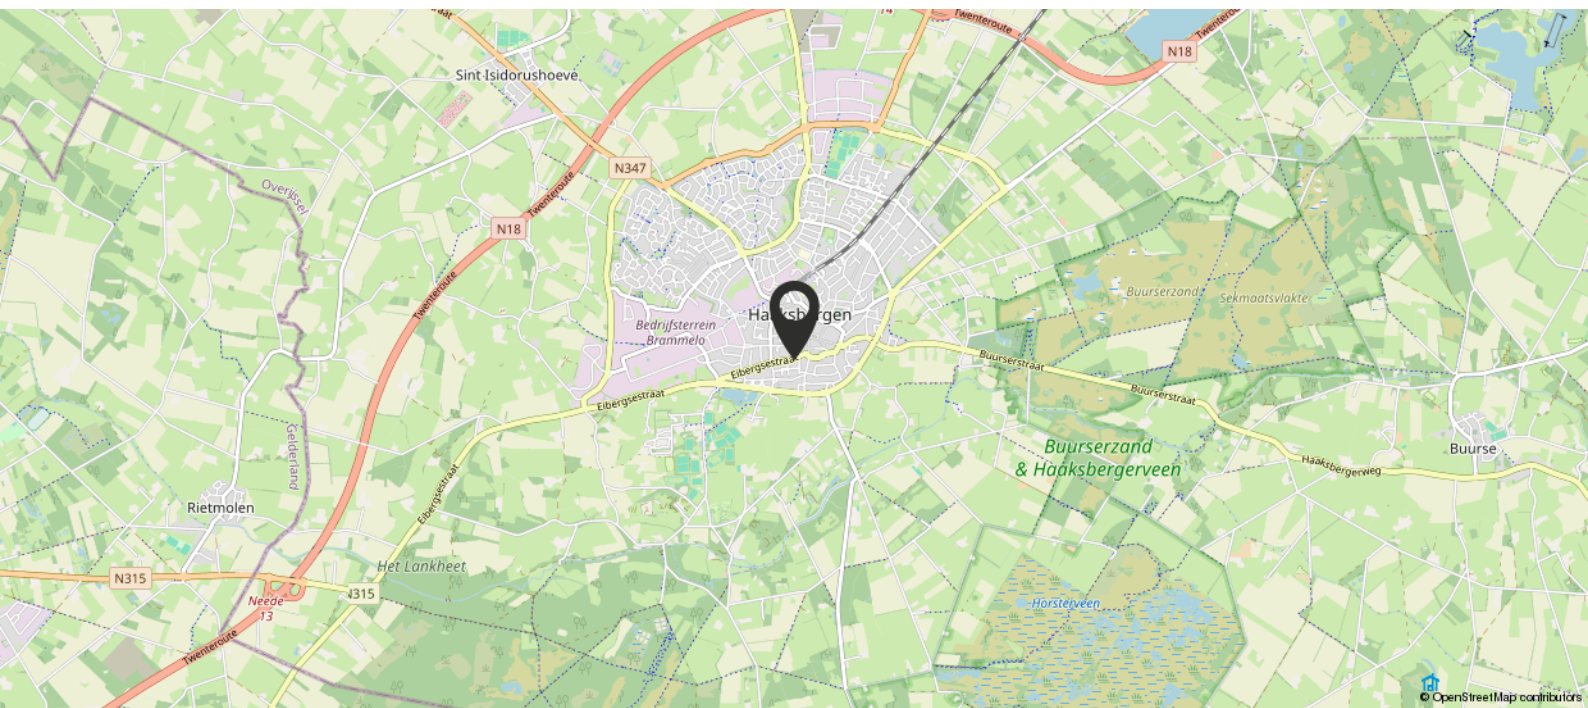 Twenteroute
N18
Twenteroute
Sint Isidorushoeve
N347
Overijssel
Twenteroute
N18
Twenteroute
Buurserzand
Sekmaatsvlakte
Bedrijfsterrein
Brammelo
Eibergsestraat
Buurserstraat
Buurserstraat
Eibergsestraat
Gelderland
Buurserzand
& Haaksbergerveen
Buurse
Haaksbergerweg
Eibergsestraat
Rietmolen
Het Lankheet
N315
N315
Neede
13
Horsterveen
Twenteroute
© OpenStreetMap contributors